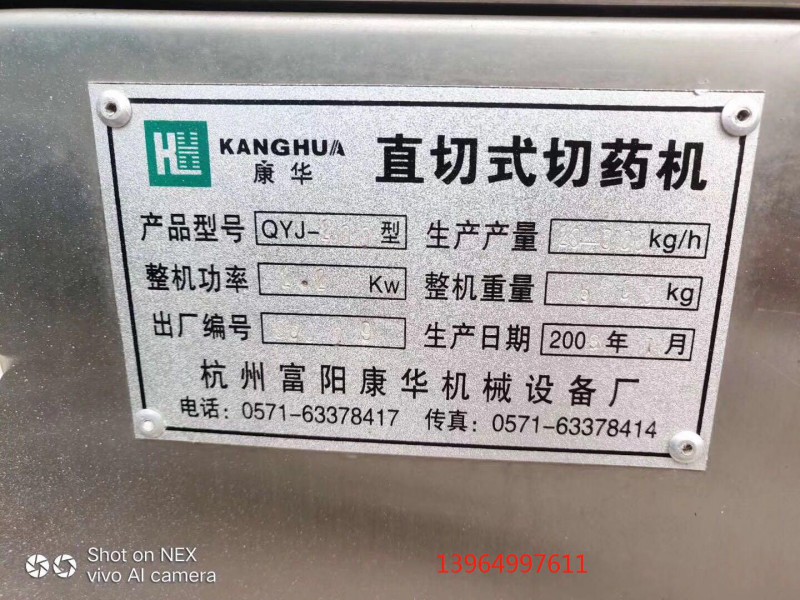 KANGHUA
康华
直切式切药机
产品型号 QYJ- 型 生产产量 kg/h
整机功率 Kw 整机重量 kg
出厂编号 生产日期 200 年 月
杭州富阳康华机械设备厂
电话：0571-63378417 传真：0571-63378414
Shot on NEX
vivo AI camera
13964997611